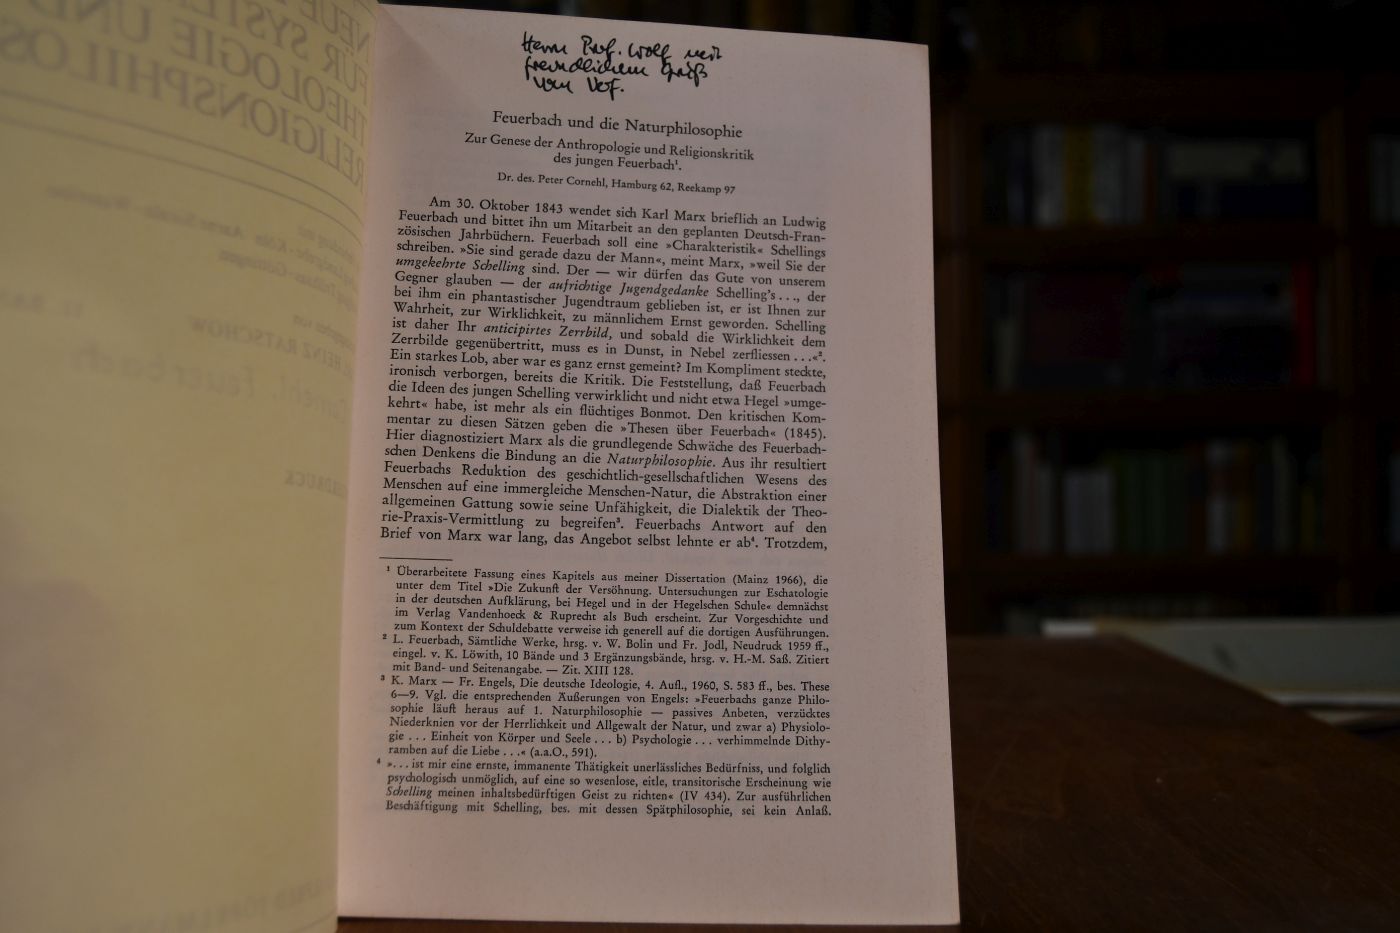 Herrn Prof. Wolf mit
freundlichem Gruß
vom Verf.
Feuerbach und die Naturphilosophie
Zur Genese der Anthropologie und Religionskritik
des jungen Feuerbach¹.
Dr. des. Peter Cornehl, Hamburg 62, Reekamp 97
Am 30. Oktober 1843 wendet sich Karl Marx brieflich an Ludwig
Feuerbach und bittet ihn um Mitarbeit an den geplanten Deutsch-Fran-
zösischen Jahrbüchern. Feuerbach soll eine »Charakteristik« Schellings
schreiben. »Sie sind gerade dazu der Mann«, meint Marx, »weil Sie der
umgekehrte Schelling sind. Der — wir dürfen das Gute von unserem
Gegner glauben — der aufrichtige Jugendgedanke Schelling's..., der
bei ihm ein phantastischer Jugendtraum geblieben ist, er ist Ihnen zur
Wahrheit, zur Wirklichkeit, zu männlichem Ernst geworden. Schelling
ist daher Ihr anticipirtes Zerrbild, und sobald die Wirklichkeit dem
Zerrbilde gegenübertritt, muss es in Dunst, in Nebel zerfliessen ...«².
Ein starkes Lob, aber war es ganz ernst gemeint? Im Kompliment steckte,
ironisch verborgen, bereits die Kritik. Die Feststellung, daß Feuerbach
die Ideen des jungen Schelling verwirklicht und nicht etwa Hegel »umge-
kehrt« habe, ist mehr als ein flüchtiges Bonmot. Den kritischen Kom-
mentar zu diesen Sätzen geben die »Thesen über Feuerbach« (1845).
Hier diagnostiziert Marx als die grundlegende Schwäche des Feuerbach-
schen Denkens die Bindung an die Naturphilosophie. Aus ihr resultiert
Feuerbachs Reduktion des geschichtlich-gesellschaftlichen Wesens des
Menschen auf eine immergleiche Menschen-Natur, die Abstraktion einer
allgemeinen Gattung sowie seine Unfähigkeit, die Dialektik der Theo-
rie-Praxis-Vermittlung zu begreifen³. Feuerbachs Antwort auf den
Brief von Marx war lang, das Angebot selbst lehnte er ab⁴. Trotzdem,
¹ Überarbeitete Fassung eines Kapitels aus meiner Dissertation (Mainz 1966), die
unter dem Titel »Die Zukunft der Versöhnung. Untersuchungen zur Eschatologie
in der deutschen Aufklärung, bei Hegel und in der Hegelschen Schule« demnächst
im Verlag Vandenhoeck & Ruprecht als Buch erscheint. Zur Vorgeschichte und
zum Kontext der Schuldebatte verweise ich generell auf die dortigen Ausführungen.
² L. Feuerbach, Sämtliche Werke, hrsg. v. W. Bolin und Fr. Jodl, Neudruck 1959 ff.,
eingel. v. K. Löwith, 10 Bände und 3 Ergänzungsbände, hrsg. v. H.-M. Saß. Zitiert
mit Band- und Seitenangabe. — Zit. XIII 128.
³ K. Marx — Fr. Engels, Die deutsche Ideologie, 4. Aufl., 1960, S. 583 ff., bes. These
6—9. Vgl. die entsprechenden Äußerungen von Engels: »Feuerbachs ganze Philo-
sophie läuft heraus auf 1. Naturphilosophie — passives Anbeten, verzücktes
Niederknien vor der Herrlichkeit und Allgewalt der Natur, und zwar a) Physiolo-
gie ... Einheit von Körper und Seele ... b) Psychologie ... verhimmelnde Dithy-
ramben auf die Liebe ...« (a.a.O., 591).
⁴ »... ist mir eine ernste, immanente Thätigkeit unerlässliches Bedürfniss, und folglich
psychologisch unmöglich, auf eine so wesenlose, eitle, transitorische Erscheinung wie
Schelling meinen inhaltsbedürftigen Geist zu richten« (IV 434). Zur ausführlichen
Beschäftigung mit Schelling, bes. mit dessen Spätphilosophie, sei kein Anlaß.